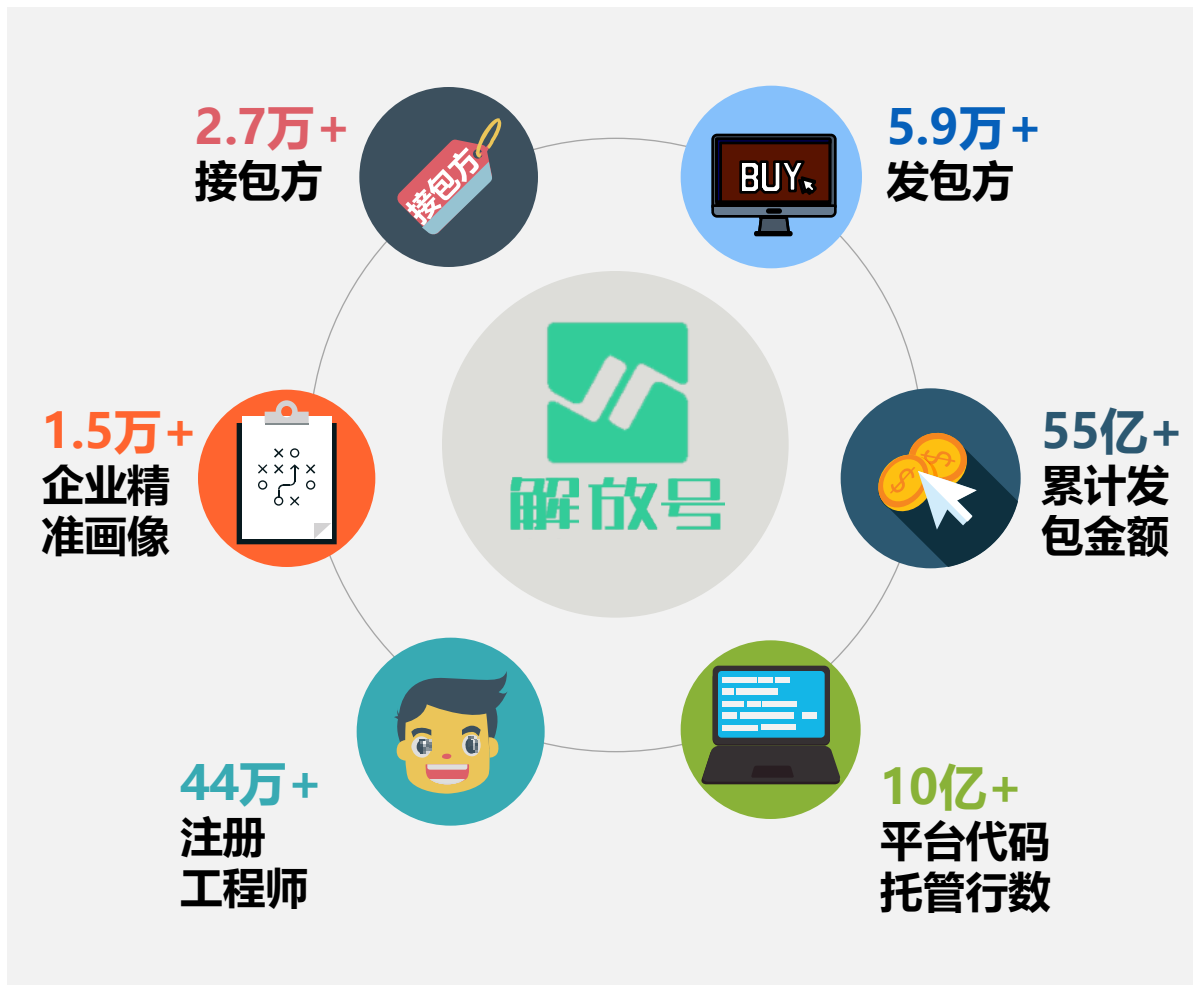 2.7万+
接包方
接包方
BUY
5.9万+
发包方
1.5万+
企业精
准画像
解放号
55亿+
累计发
包金额
44万+
注册
工程师
10亿+
平台代码
托管行数